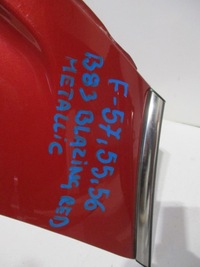 F-57,55,56
B83 BLAZING RED
METALLIC